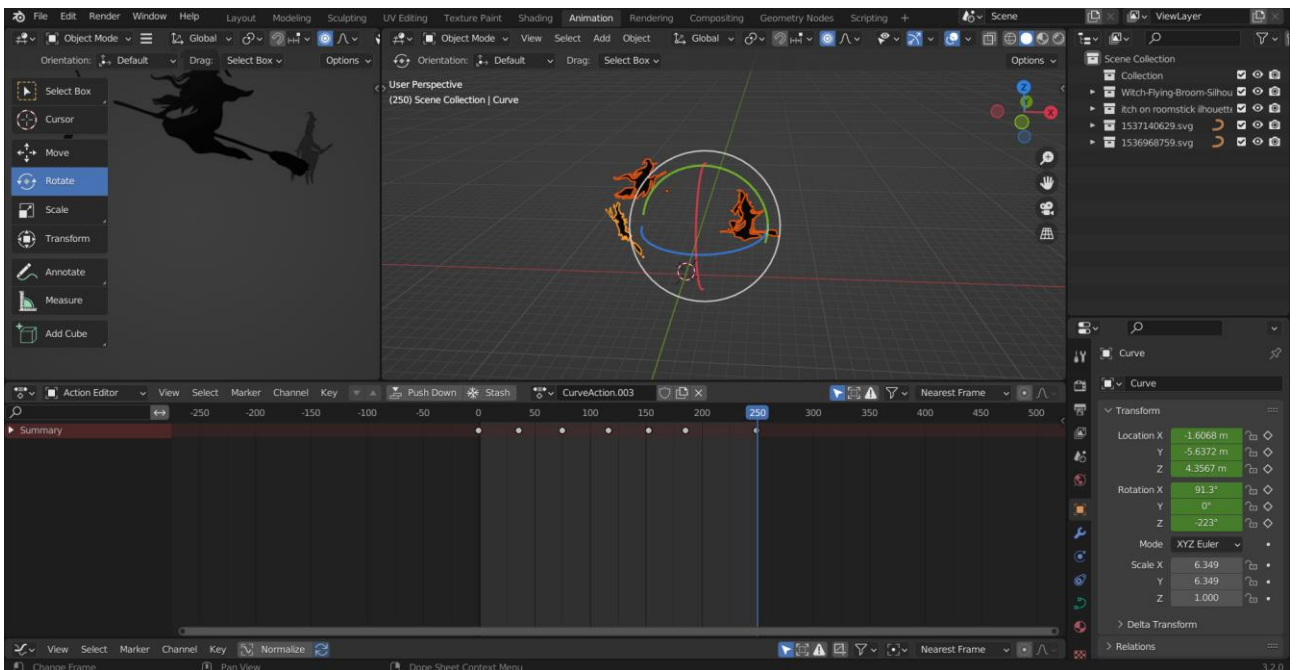 File Edit Render Window Help Layout Modeling Sculpting UV Editing Texture Paint Shading Animation Rendering Compositing Geometry Nodes Scripting + Scene ViewLayer
Object Mode Global Object Mode View Select Add Object Global
Orientation: Default Drag: Select Box Options Orientation: Default Drag: Select Box Options
Scene Collection
Collection
Witch-Flying-Broom-Silhou
itch on roomstick ilhouette
1537140629.svg
1536968759.svg
User Perspective
(250) Scene Collection | Curve
Select Box
Cursor
Move
Rotate
Scale
Transform
Annotate
Measure
Add Cube
Curve
Curve
Transform
Location X -1.6068 m
Y -5.6372 m
Z 4.3567 m
Rotation X 91.3°
Y 0°
Z -223°
Mode XYZ Euler
Scale X 6.349
Y 6.349
Z 1.000
Delta Transform
Relations
Action Editor View Select Marker Channel Key Push Down Stash CurveAction.003 Nearest Frame
-250 -200 -150 -100 -50 0 50 100 150 200 250 300 350 400 450 500
Summary
View Select Marker Channel Key Normalize Nearest Frame
Change Frame Pan View Dope Sheet Context Menu 3.2.0